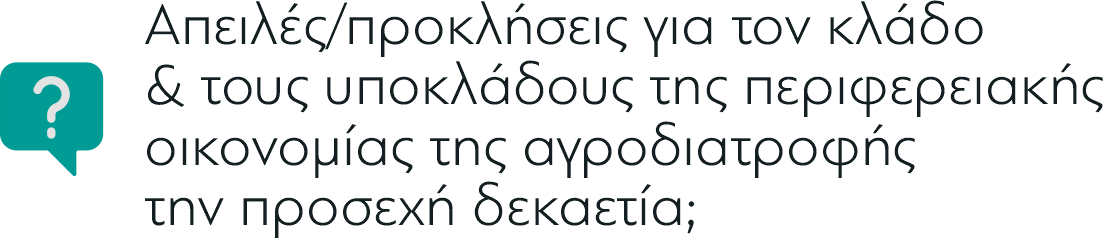 Απειλές/προκλήσεις για τον κλάδο
& τους υποκλάδους της περιφερειακής
οικονομίας της αγροδιατροφής
την προσεχή δεκαετία;